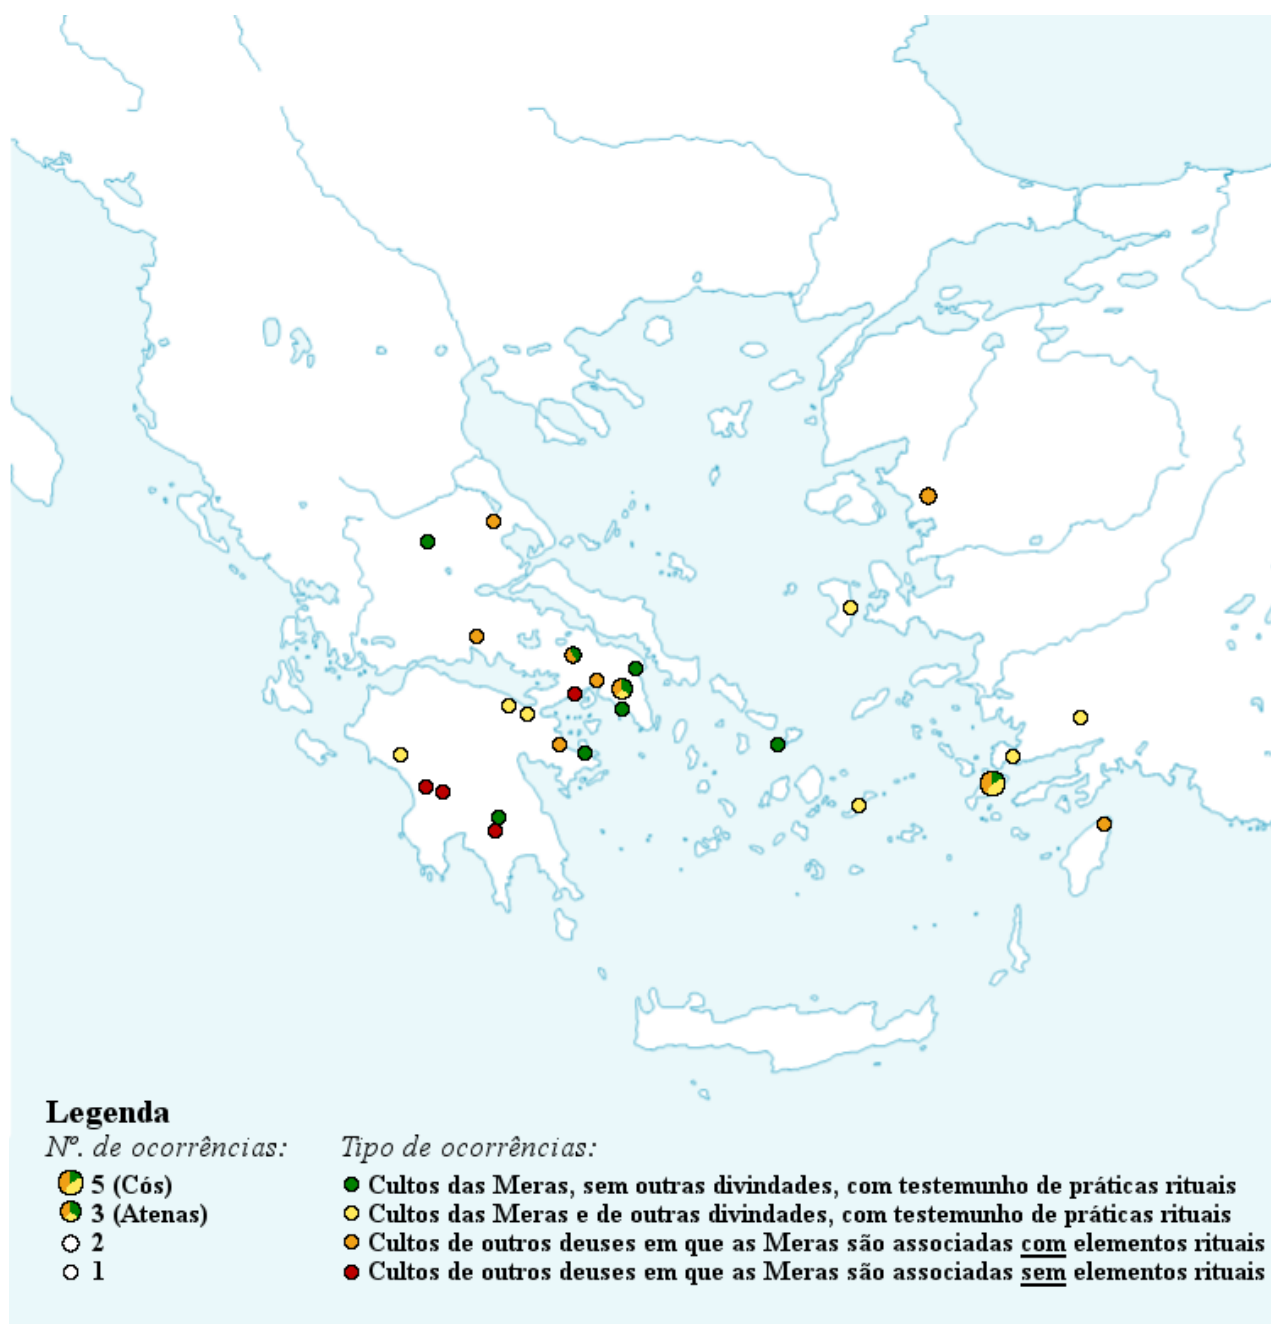 Legenda
Nº. de ocorrências:
5 (Cós)
3 (Atenas)
2
1
Tipo de ocorrências:
Cultos das Meras, sem outras divindades, com testemunho de práticas rituais
Cultos das Meras e de outras divindades, com testemunho de práticas rituais
Cultos de outros deuses em que as Meras são associadas com elementos rituais
Cultos de outros deuses em que as Meras são associadas sem elementos rituais